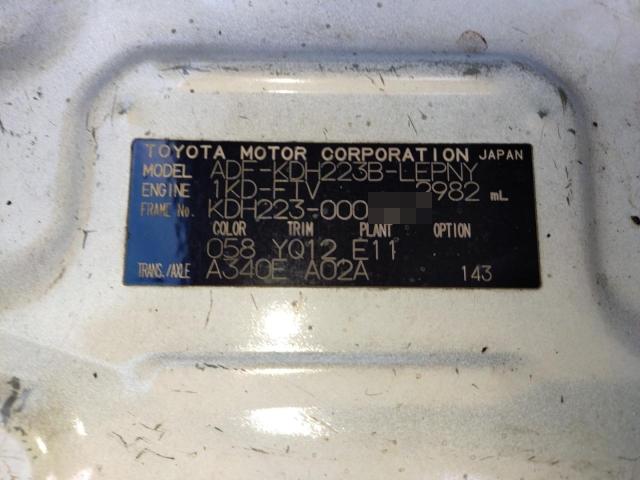 TOYOTA MOTOR CORPORATION JAPAN
MODEL ADF-KDH223B-LEPNY
ENGINE 1KD-FTV 2982 mL
FRAME No. KDH223-000
COLOR TRIM PLANT OPTION
058 YQ12 E11
TRANS./AXLE A340E A02A 143